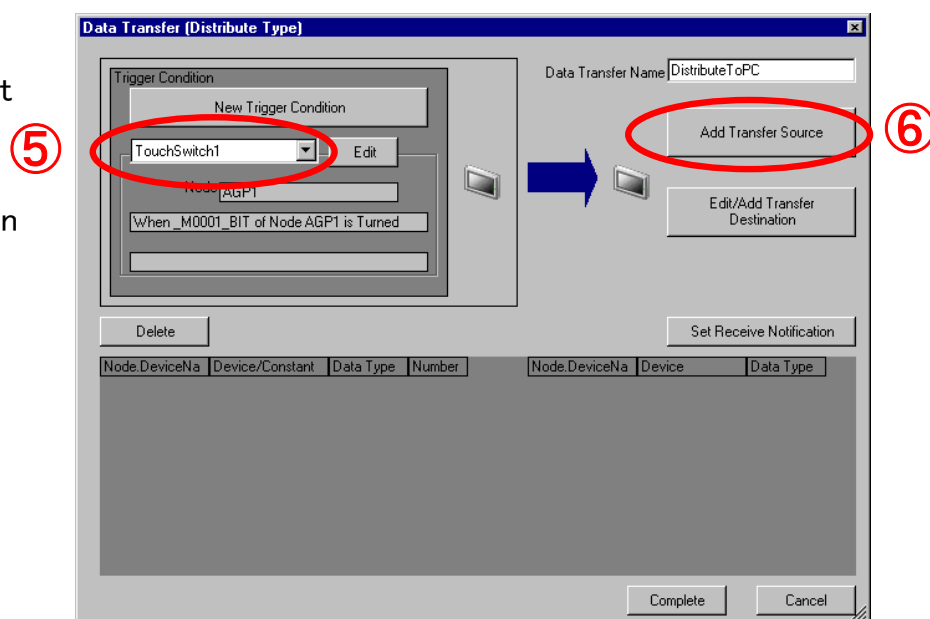 Data Transfer (Distribute Type)
t
Trigger Condition
Data Transfer Name DistributeToPC
New Trigger Condition
⑤
⑥
Add Transfer Source
TouchSwitch1 Edit
Node AGP1
n
When _M0001_BIT of Node AGP1 is Turned
Edit/Add Transfer
Destination
Delete
Set Receive Notification
Node.DeviceNa Device/Constant Data Type Number Node.DeviceNa Device Data Type
Complete Cancel